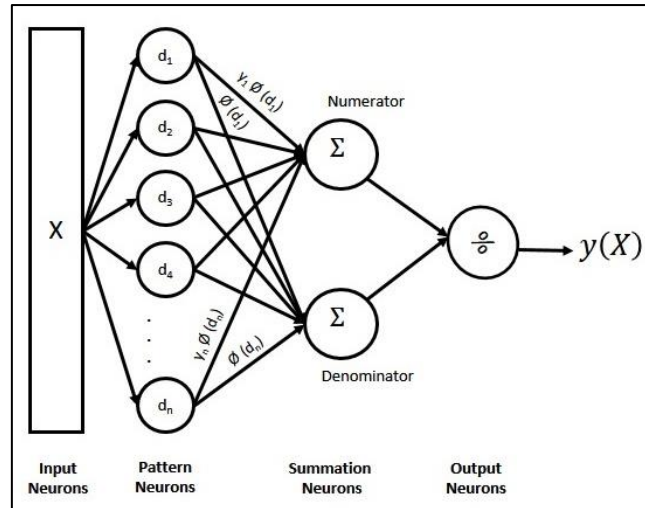 X
d₁
d₂
d₃
d₄
.
.
.
dₙ
y₁ Ø (d₁)
Ø (d₁)
yₙ Ø (dₙ)
Ø (dₙ)
Numerator
Σ
Σ
Denominator
÷
y(X)
Input
Neurons
Pattern
Neurons
Summation
Neurons
Output
Neurons